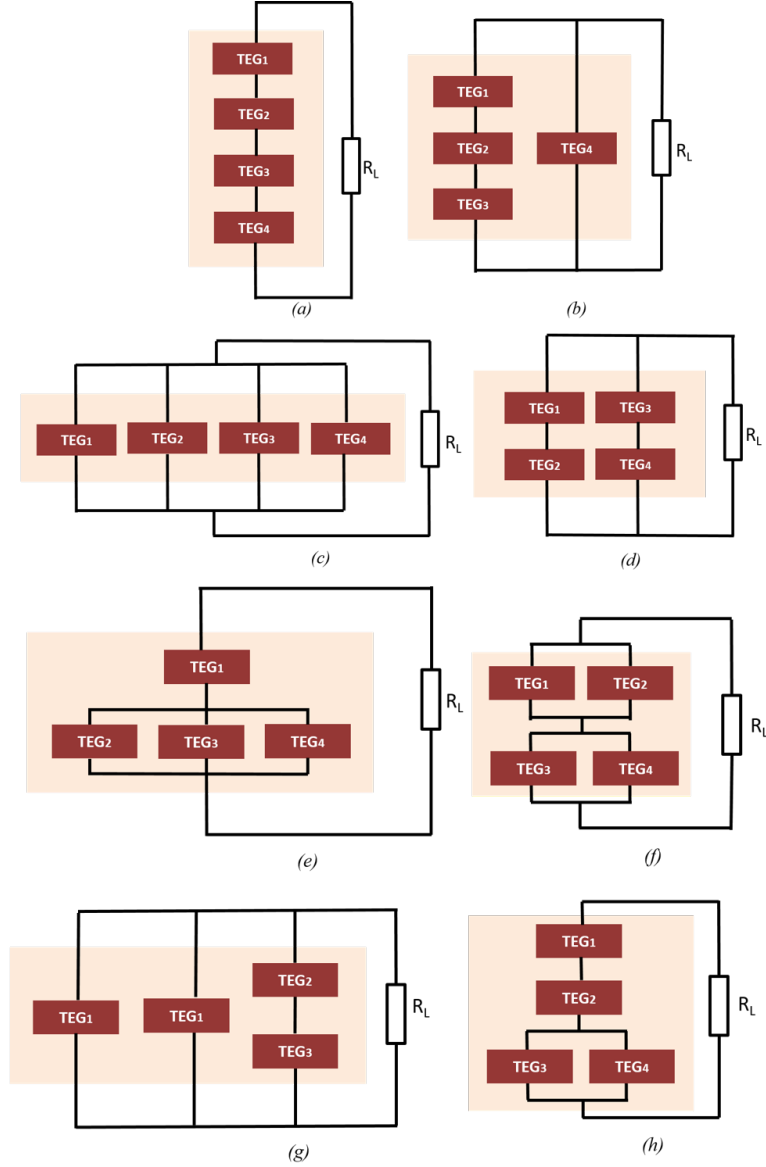 TEG1
TEG2
TEG3
TEG4
RL
(a)
TEG1
TEG2
TEG3
TEG4
RL
(b)
TEG1 TEG2 TEG3 TEG4
RL
(c)
TEG1 TEG3
TEG2 TEG4
RL
(d)
TEG1
TEG2 TEG3 TEG4
RL
(e)
TEG1 TEG2
TEG3 TEG4
RL
(f)
TEG1 TEG1 TEG2
TEG3
RL
(g)
TEG1
TEG2
TEG3 TEG4
RL
(h)